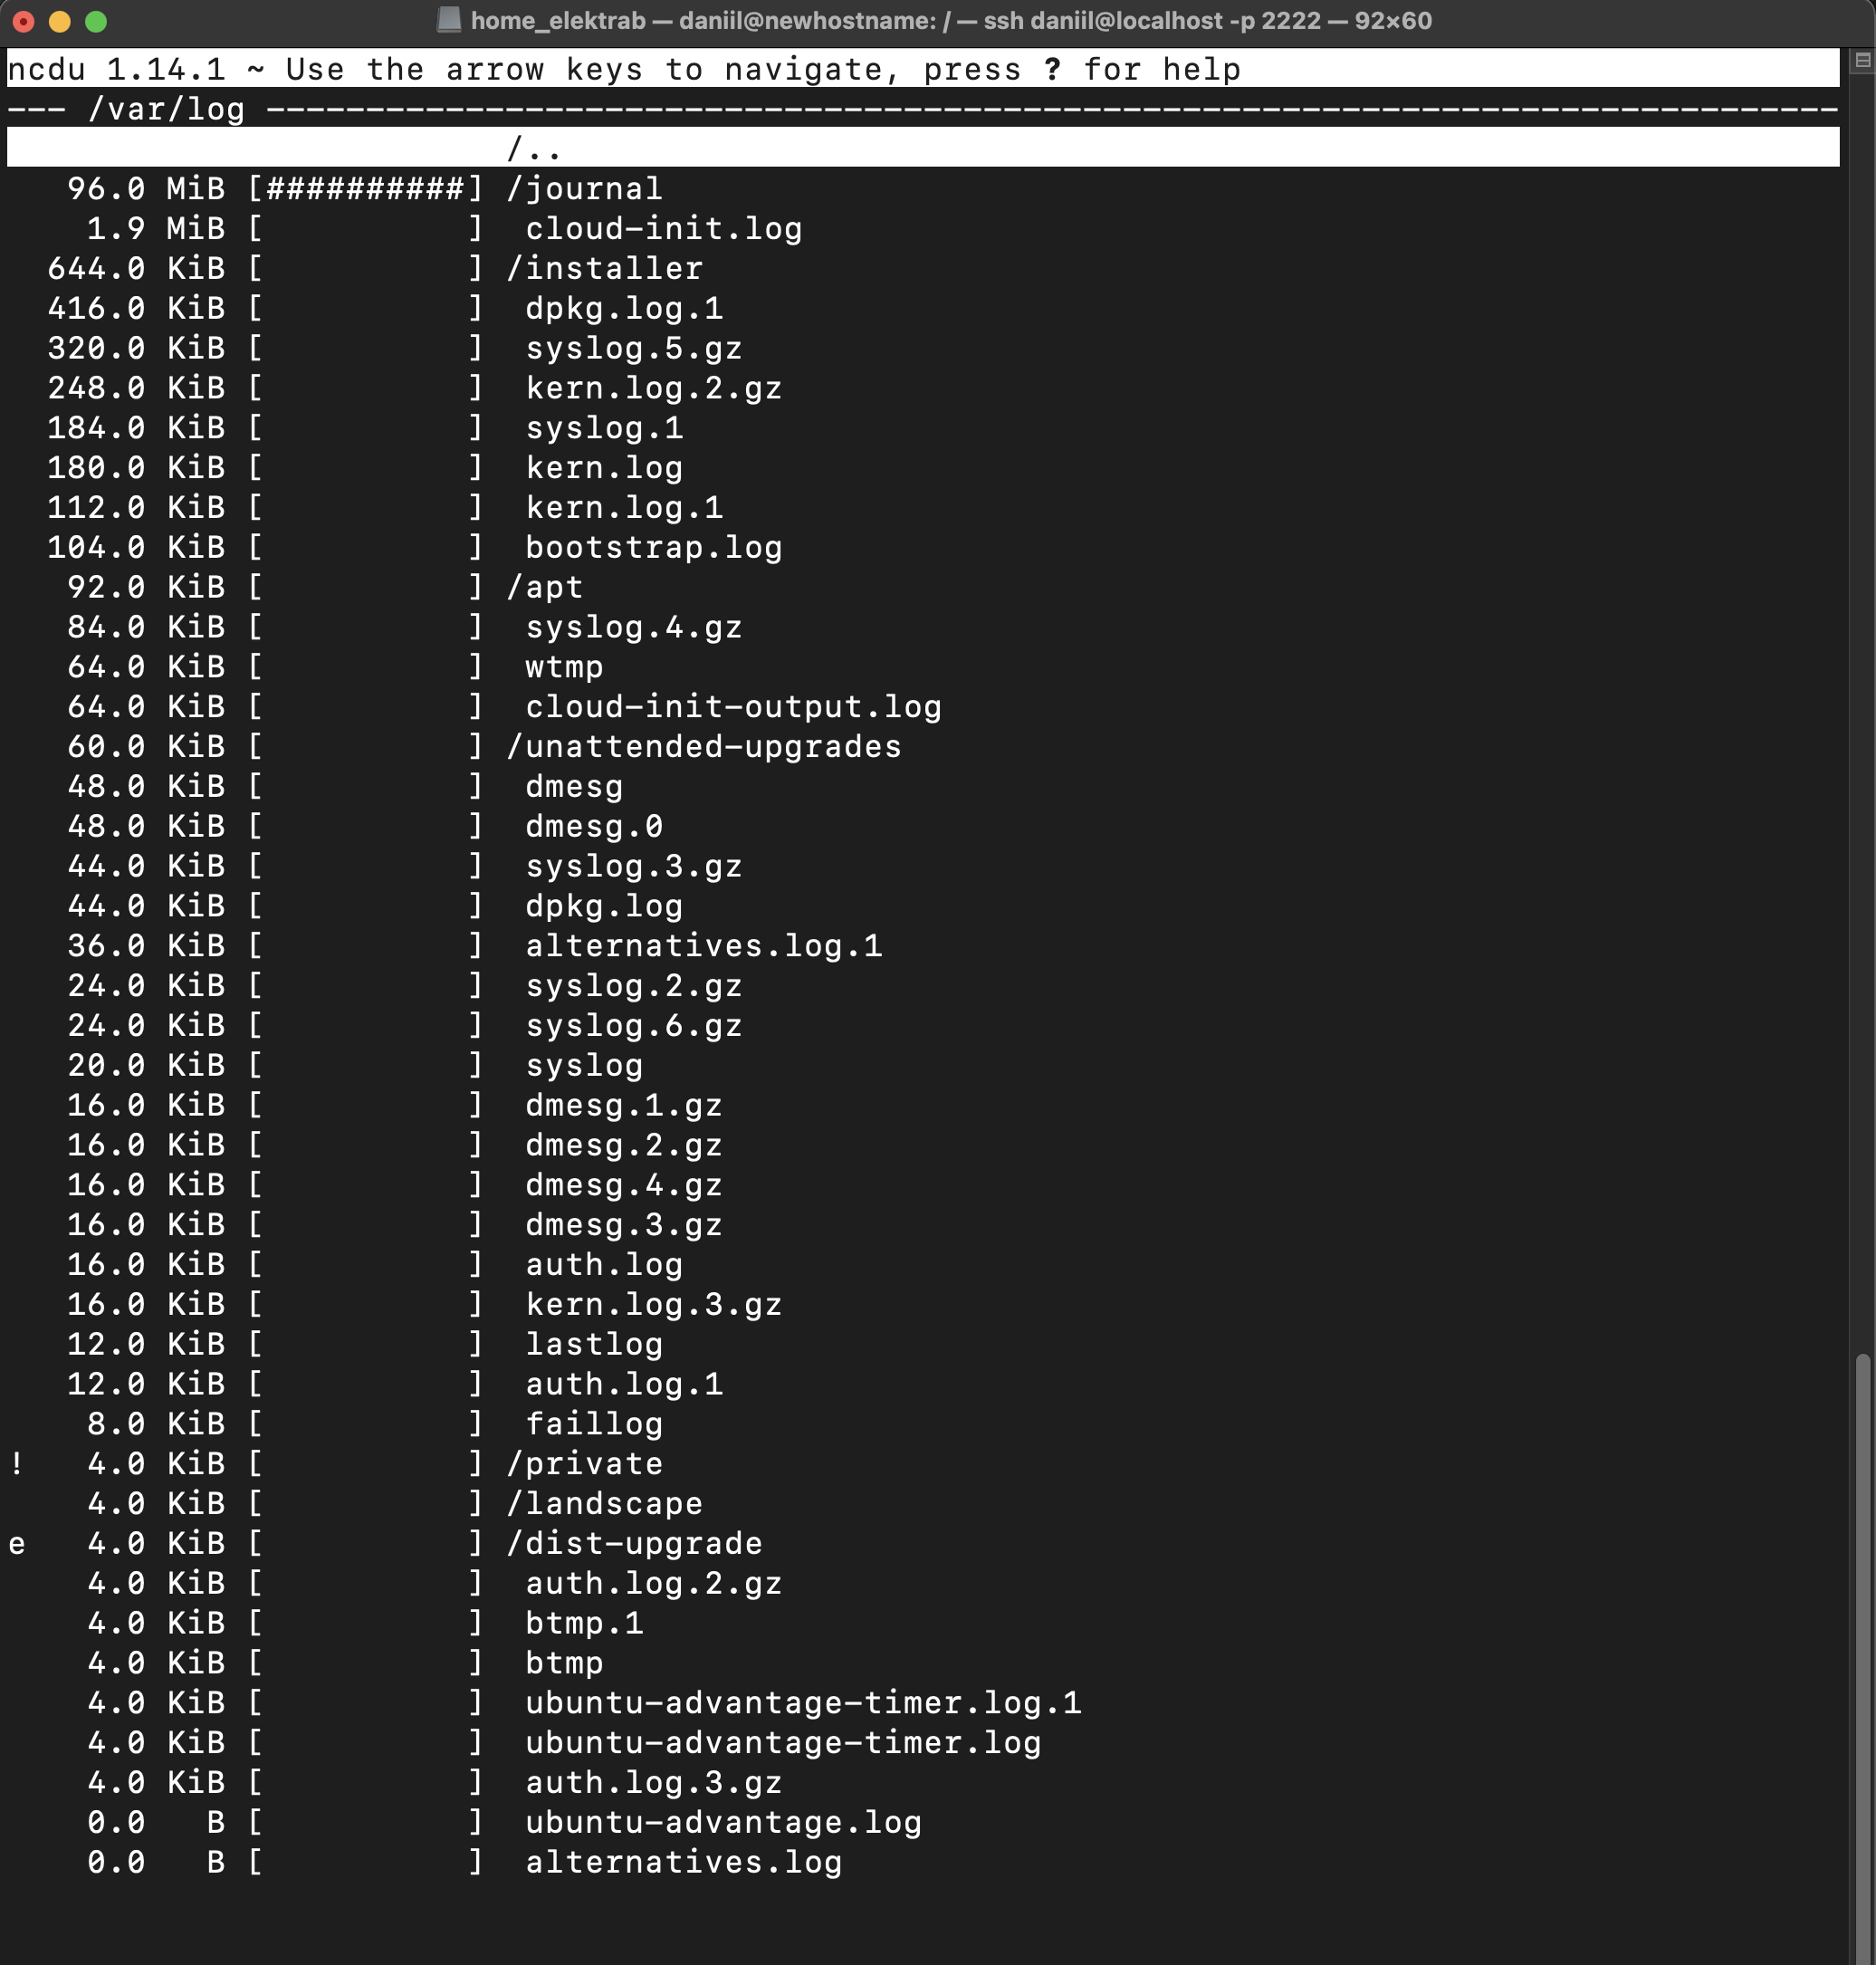 home_elektrab — daniil@newhostname: / — ssh daniil@localhost -p 2222 — 92×60
ncdu 1.14.1 ~ Use the arrow keys to navigate, press ? for help
--- /var/log -------------------------------------------------------------------------------
                         /..
   96.0 MiB [##########] /journal
    1.9 MiB [          ]  cloud-init.log
  644.0 KiB [          ] /installer
  416.0 KiB [          ]  dpkg.log.1
  320.0 KiB [          ]  syslog.5.gz
  248.0 KiB [          ]  kern.log.2.gz
  184.0 KiB [          ]  syslog.1
  180.0 KiB [          ]  kern.log
  112.0 KiB [          ]  kern.log.1
  104.0 KiB [          ]  bootstrap.log
   92.0 KiB [          ] /apt
   84.0 KiB [          ]  syslog.4.gz
   64.0 KiB [          ]  wtmp
   64.0 KiB [          ]  cloud-init-output.log
   60.0 KiB [          ] /unattended-upgrades
   48.0 KiB [          ]  dmesg
   48.0 KiB [          ]  dmesg.0
   44.0 KiB [          ]  syslog.3.gz
   44.0 KiB [          ]  dpkg.log
   36.0 KiB [          ]  alternatives.log.1
   24.0 KiB [          ]  syslog.2.gz
   24.0 KiB [          ]  syslog.6.gz
   20.0 KiB [          ]  syslog
   16.0 KiB [          ]  dmesg.1.gz
   16.0 KiB [          ]  dmesg.2.gz
   16.0 KiB [          ]  dmesg.4.gz
   16.0 KiB [          ]  dmesg.3.gz
   16.0 KiB [          ]  auth.log
   16.0 KiB [          ]  kern.log.3.gz
   12.0 KiB [          ]  lastlog
   12.0 KiB [          ]  auth.log.1
    8.0 KiB [          ]  faillog
!   4.0 KiB [          ] /private
    4.0 KiB [          ] /landscape
e   4.0 KiB [          ] /dist-upgrade
    4.0 KiB [          ]  auth.log.2.gz
    4.0 KiB [          ]  btmp.1
    4.0 KiB [          ]  btmp
    4.0 KiB [          ]  ubuntu-advantage-timer.log.1
    4.0 KiB [          ]  ubuntu-advantage-timer.log
    4.0 KiB [          ]  auth.log.3.gz
    0.0   B [          ]  ubuntu-advantage.log
    0.0   B [          ]  alternatives.log